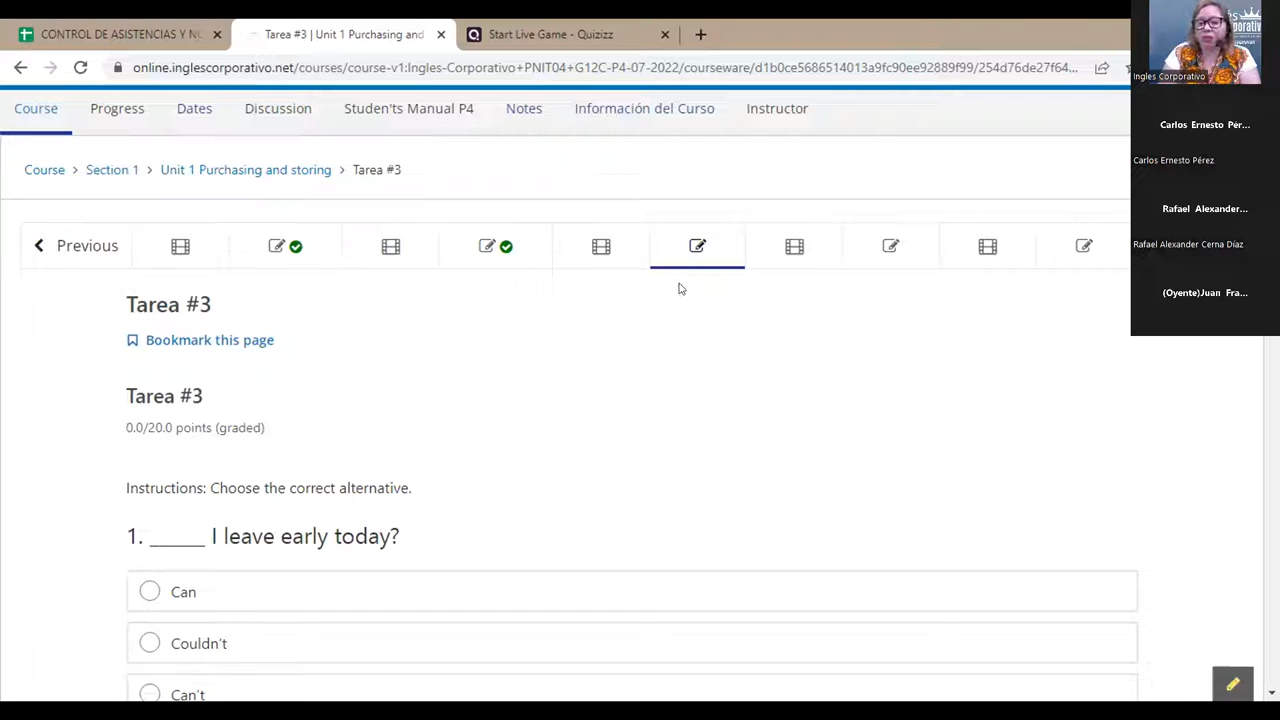 CONTROL DE ASISTENCIAS Y N
Tarea #3 | Unit 1 Purchasing and
Start Live Game - Quizizz
online.inglescorporativo.net/courses/course-v1:Ingles-Corporativo+PNIT04+G12C-P4-07-2022/courseware/d1b0ce5686514013a9fc90ee92889f99/254d76de27f64...
Ingles Corporativo
Course Progress Dates Discussion Studen'ts Manual P4 Notes Información del Curso Instructor
Carlos Ernesto Pér...
Carlos Ernesto Pérez
Course > Section 1 > Unit 1 Purchasing and storing > Tarea #3
Rafael Alexander...
Rafael Alexander Cerna Díaz
Previous
(Oyente)Juan Fra...
Tarea #3
Bookmark this page
Tarea #3
0.0/20.0 points (graded)
Instructions: Choose the correct alternative.
1. ______ I leave early today?
Can
Couldn't
Can't